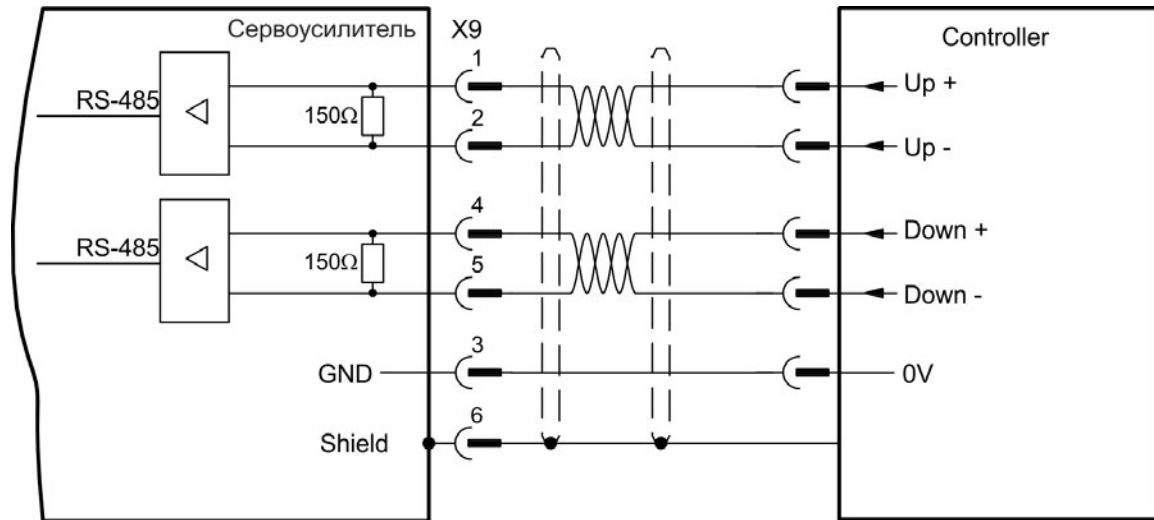 Сервоусилитель X9 Controller
1
Up +
RS-485
150Ω
2
Up -
4
Down +
RS-485
150Ω
5
Down -
3
GND
0V
6
Shield